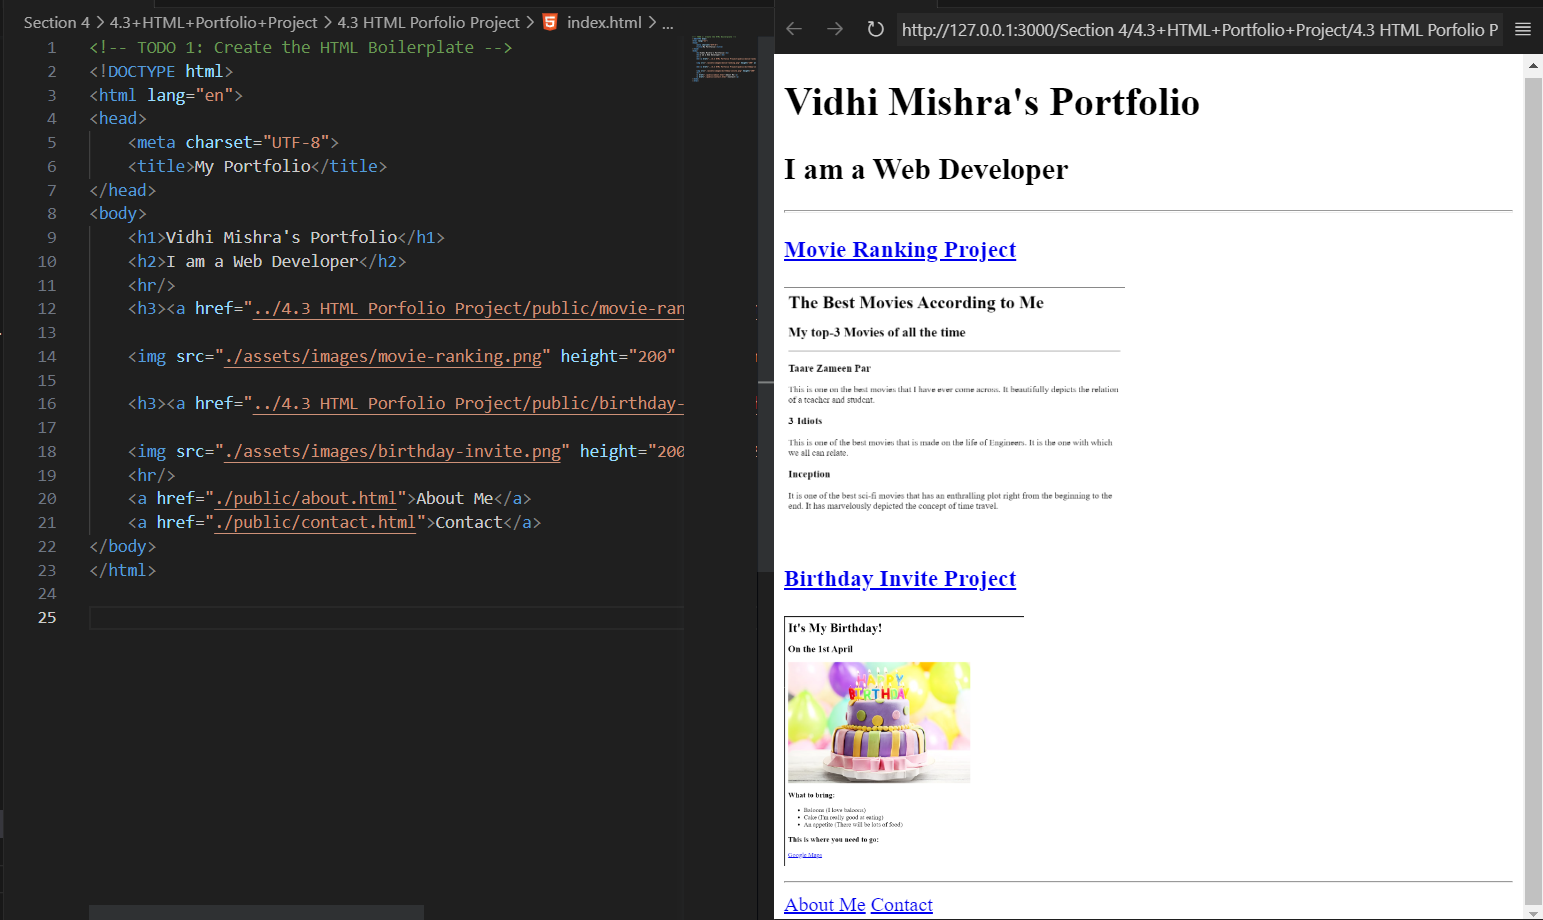 Section 4 > 4.3+HTML+Portfolio+Project > 4.3 HTML Porfolio Project > index.html > ...
1 <!-- TODO 1: Create the HTML Boilerplate -->
2 <!DOCTYPE html>
3 <html lang="en">
4 <head>
5 <meta charset="UTF-8">
6 <title>My Portfolio</title>
7 </head>
8 <body>
9 <h1>Vidhi Mishra's Portfolio</h1>
10 <h2>I am a Web Developer</h2>
11 <hr/>
12 <h3><a href="../4.3 HTML Porfolio Project/public/movie-ran
13
14 <img src="./assets/images/movie-ranking.png" height="200"
15
16 <h3><a href="../4.3 HTML Porfolio Project/public/birthday-
17
18 <img src="./assets/images/birthday-invite.png" height="200
19 <hr/>
20 <a href="./public/about.html">About Me</a>
21 <a href="./public/contact.html">Contact</a>
22 </body>
23 </html>
24
25
http://127.0.0.1:3000/Section 4/4.3+HTML+Portfolio+Project/4.3 HTML Porfolio P
Vidhi Mishra's Portfolio
I am a Web Developer
Movie Ranking Project
The Best Movies According to Me
My top-3 Movies of all the time
Taare Zameen Par
This is one on the best movies that I have ever come across. It beautifully depicts the relation
of a teacher and student.
3 Idiots
This is one of the best movies that is made on the life of Engineers. It is the one with which
we all can relate.
Inception
It is one of the best sci-fi movies that has an enthralling plot right from the beginning to the
end. It has marvelously depicted the concept of time travel.
Birthday Invite Project
It's My Birthday!
On the 1st April
HAPPY
BIRTHDAY
What to bring:
• Baloons (I love baloons)
• Cake (I'm really good at eating)
• An appetite (There will be lots of food)
This is where you need to go:
Google Maps
About Me Contact